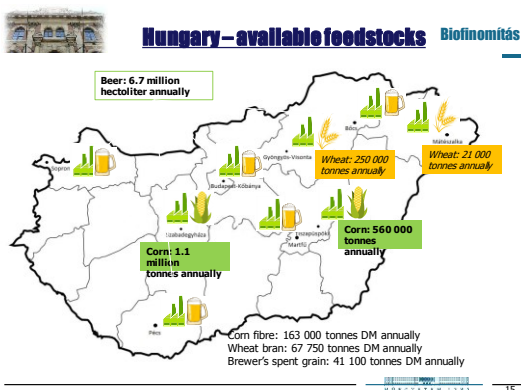 Hungary – available feedstocks
Biofinomítás
Beer: 6.7 million
hectoliter annually
Bőcs
Mátészalka
Gyöngyös-Visonta
Wheat: 250 000
tonnes annually
Wheat: 21 000
tonnes annually
Sopron
Budapest-Kőbánya
Szabadegyháza
Tiszapüspöki
Martfű
Corn: 560 000
tonnes
annually
Corn: 1.1
million
tonnes annually
Pécs
Corn fibre: 163 000 tonnes DM annually
Wheat bran: 67 750 tonnes DM annually
Brewer's spent grain: 41 100 tonnes DM annually
15